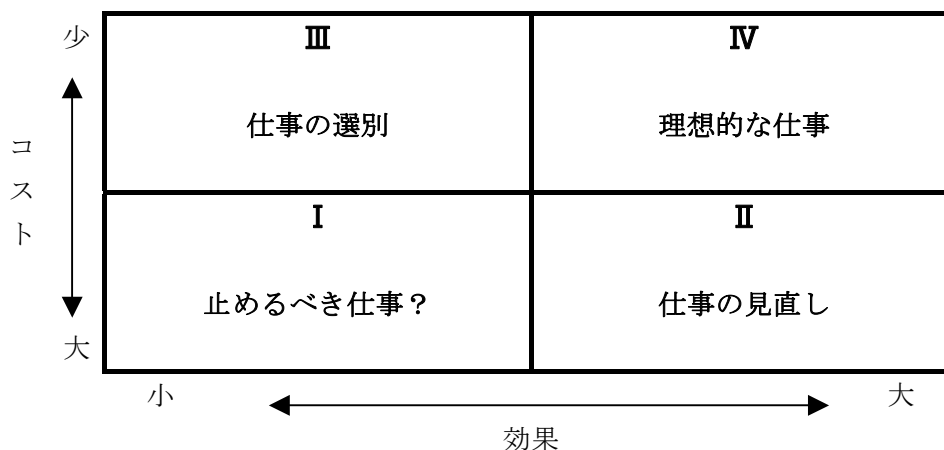 少
Ⅲ
Ⅳ
仕事の選別
理想的な仕事
コスト
Ⅰ
Ⅱ
止めるべき仕事？
仕事の見直し
大
小
大
効果